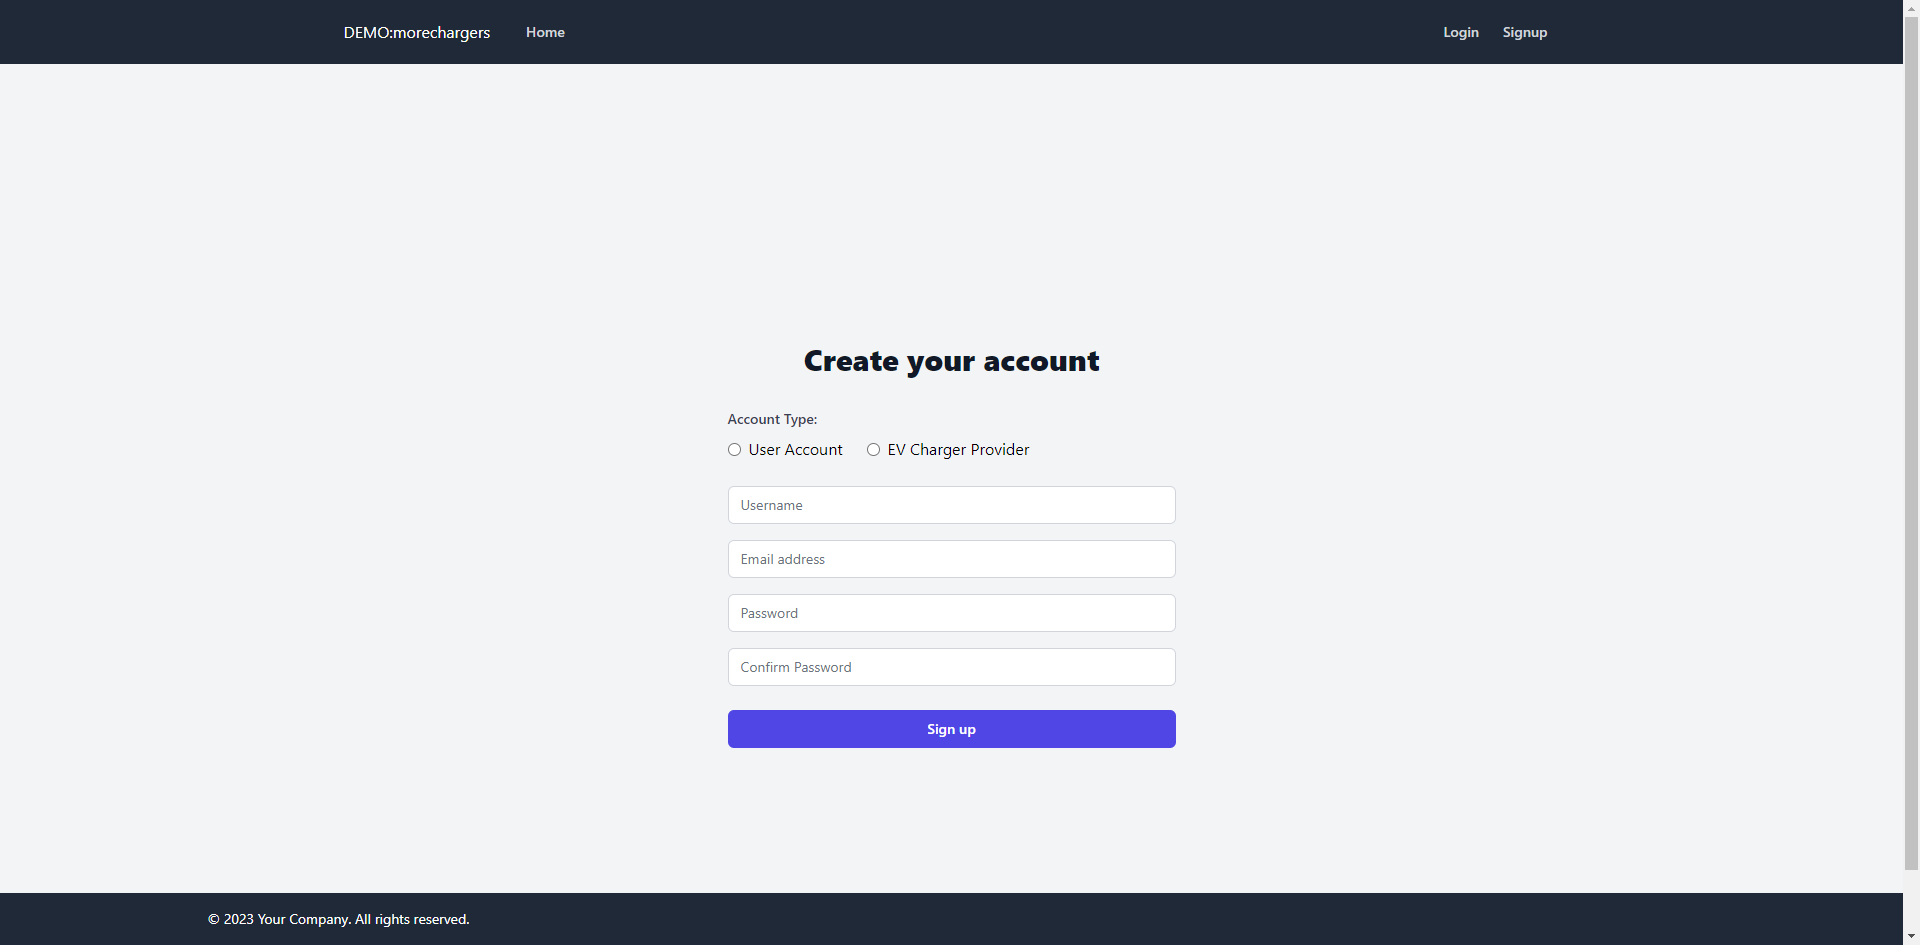 DEMO:morechargers Home Login Signup
Create your account
Account Type:
User Account EV Charger Provider
Username
Email address
Password
Confirm Password
Sign up
© 2023 Your Company. All rights reserved.